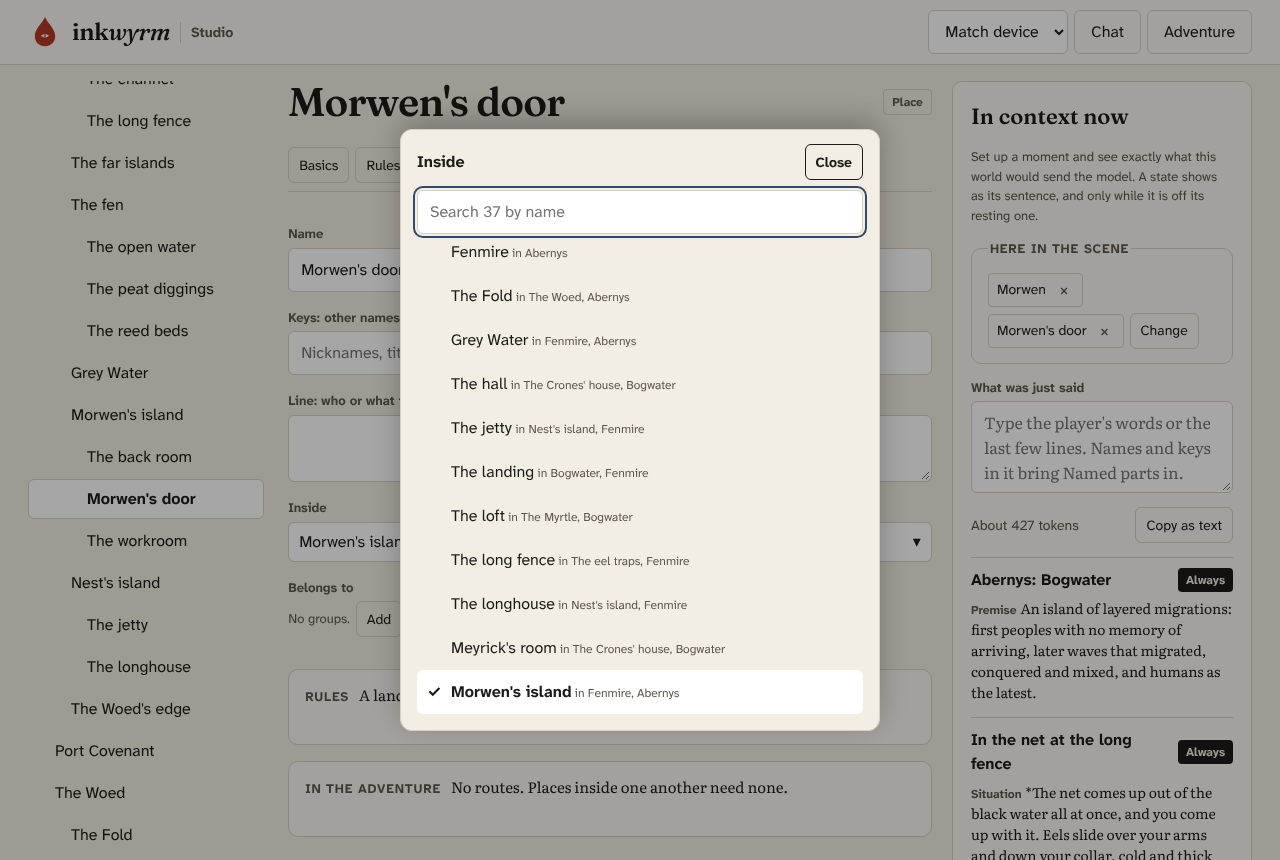 inkwyrm
Studio
Match device
Chat
Adventure
The channel
The long fence
The far islands
The fen
The open water
The peat diggings
The reed beds
Grey Water
Morwen's island
The back room
Morwen's door
The workroom
Nest's island
The jetty
The longhouse
The Woed's edge
Port Covenant
The Woed
The Fold
Morwen's door
Place
Basics
Rules
Name
Morwen's door
Keys: other names
Nicknames, tit
Line: who or what
Inside
Morwen's islan
▼
Belongs to
No groups.
Add
RULES
A land
IN THE ADVENTURE No routes. Places inside one another need none.
Inside
Close
Search 37 by name
Fenmire in Abernys
The Fold in The Woed, Abernys
Grey Water in Fenmire, Abernys
The hall in The Crones' house, Bogwater
The jetty in Nest's island, Fenmire
The landing in Bogwater, Fenmire
The loft in The Myrtle, Bogwater
The long fence in The eel traps, Fenmire
The longhouse in Nest's island, Fenmire
Meyrick's room in The Crones' house, Bogwater
✓ Morwen's island in Fenmire, Abernys
In context now
Set up a moment and see exactly what this
world would send the model. A state shows
as its sentence, and only while it is off its
resting one.
HERE IN THE SCENE
Morwen ×
Morwen's door ×
Change
What was just said
Type the player's words or the
last few lines. Names and keys
in it bring Named parts in.
About 427 tokens
Copy as text
Abernys: Bogwater
Always
Premise An island of layered migrations:
first peoples with no memory of
arriving, later waves that migrated,
conquered and mixed, and humans as
the latest.
In the net at the long
fence
Always
Situation *The net comes up out of the
black water all at once, and you come
up with it. Eels slide over your arms
and down your collar, cold and thick